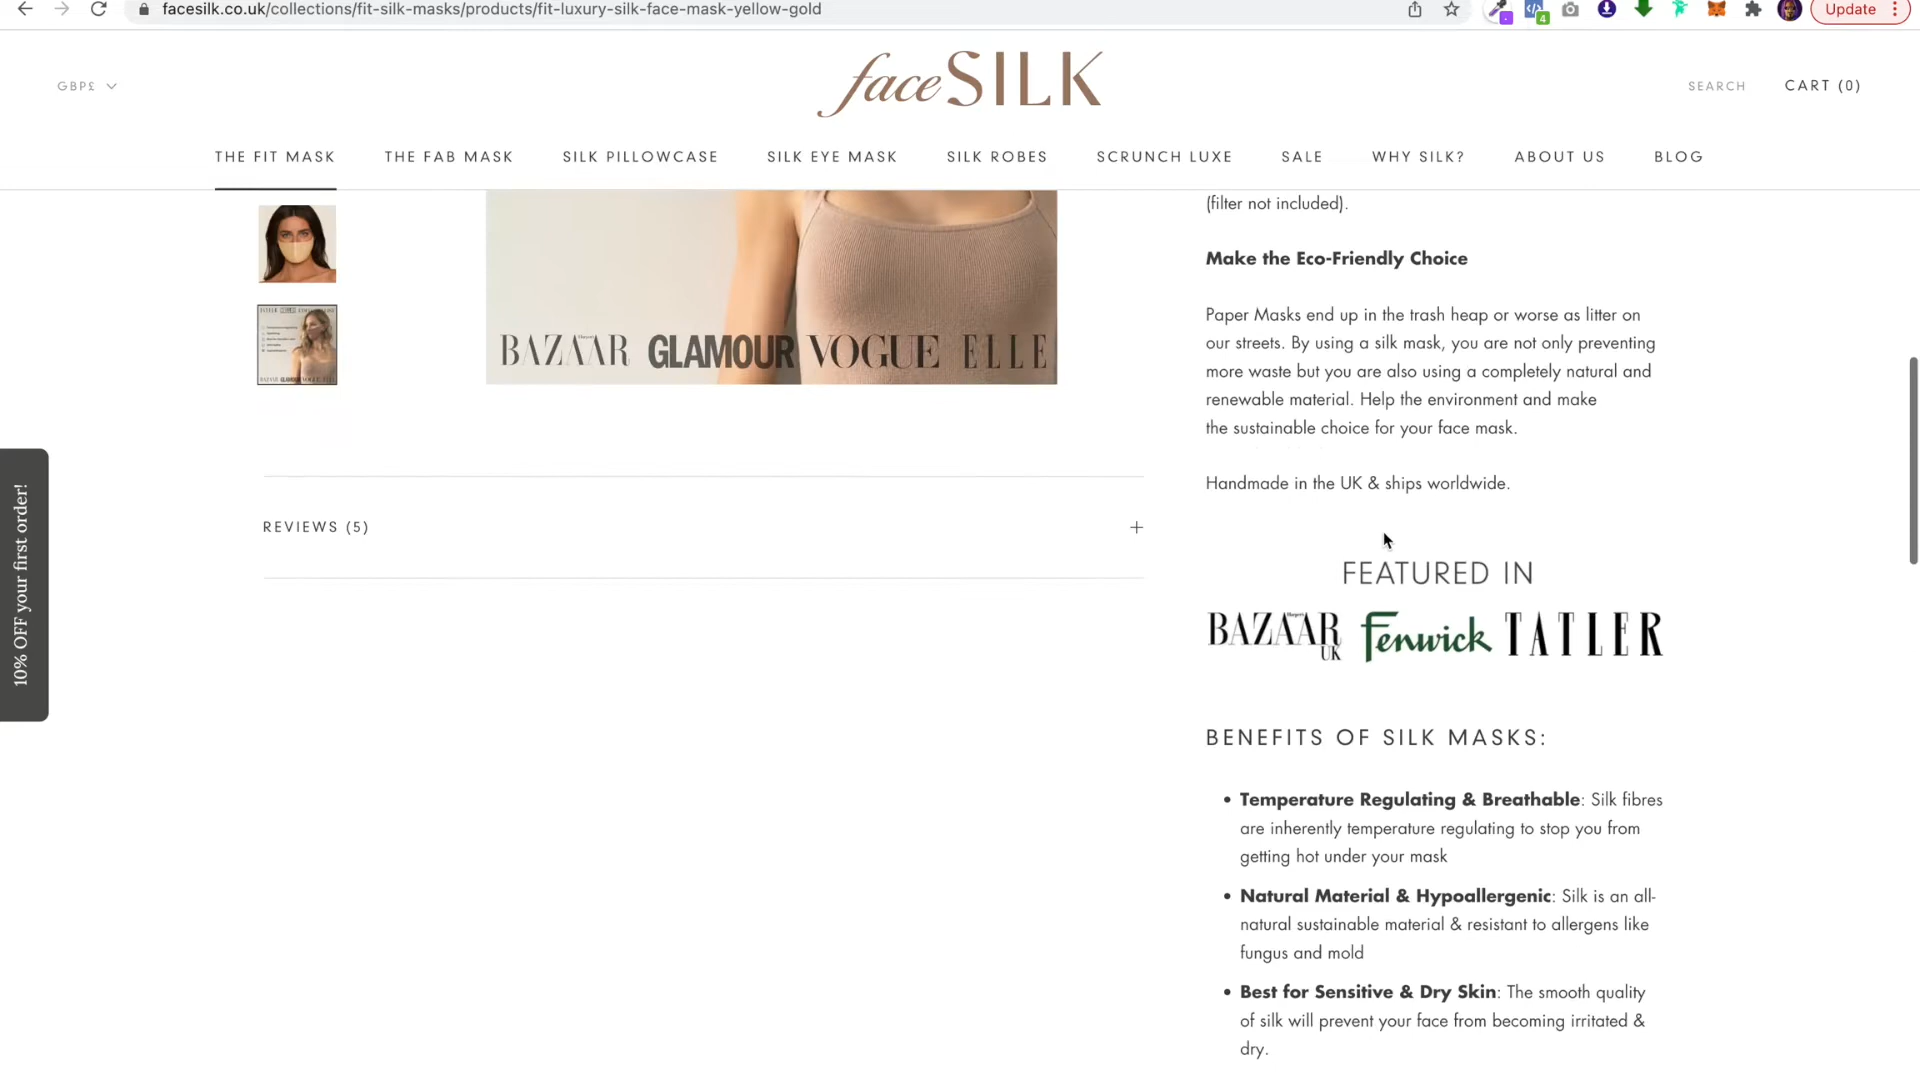 facesilk.co.uk/collections/fit-silk-masks/products/fit-luxury-silk-face-mask-yellow-gold
4
Update
GBP£
face SILK
SEARCH
CART (0)
THE FIT MASK
THE FAB MASK
SILK PILLOWCASE
SILK EYE MASK
SILK ROBES
SCRUNCH LUXE
SALE
WHY SILK?
ABOUT US
BLOG
BAZAAR GLAMOUR VOGUE ELLE
REVIEWS (5)
10% OFF your first order!
(filter not included).
Make the Eco-Friendly Choice
Paper Masks end up in the trash heap or worse as litter on
our streets. By using a silk mask, you are not only preventing
more waste but you are also using a completely natural and
renewable material. Help the environment and make
the sustainable choice for your face mask.
Handmade in the UK & ships worldwide.
FEATURED IN
Harper's BAZAAR UK Fenwick TATLER
BENEFITS OF SILK MASKS:
• Temperature Regulating & Breathable: Silk fibres
are inherently temperature regulating to stop you from
getting hot under your mask
• Natural Material & Hypoallergenic: Silk is an all-
natural sustainable material & resistant to allergens like
fungus and mold
• Best for Sensitive & Dry Skin: The smooth quality
of silk will prevent your face from becoming irritated &
dry.